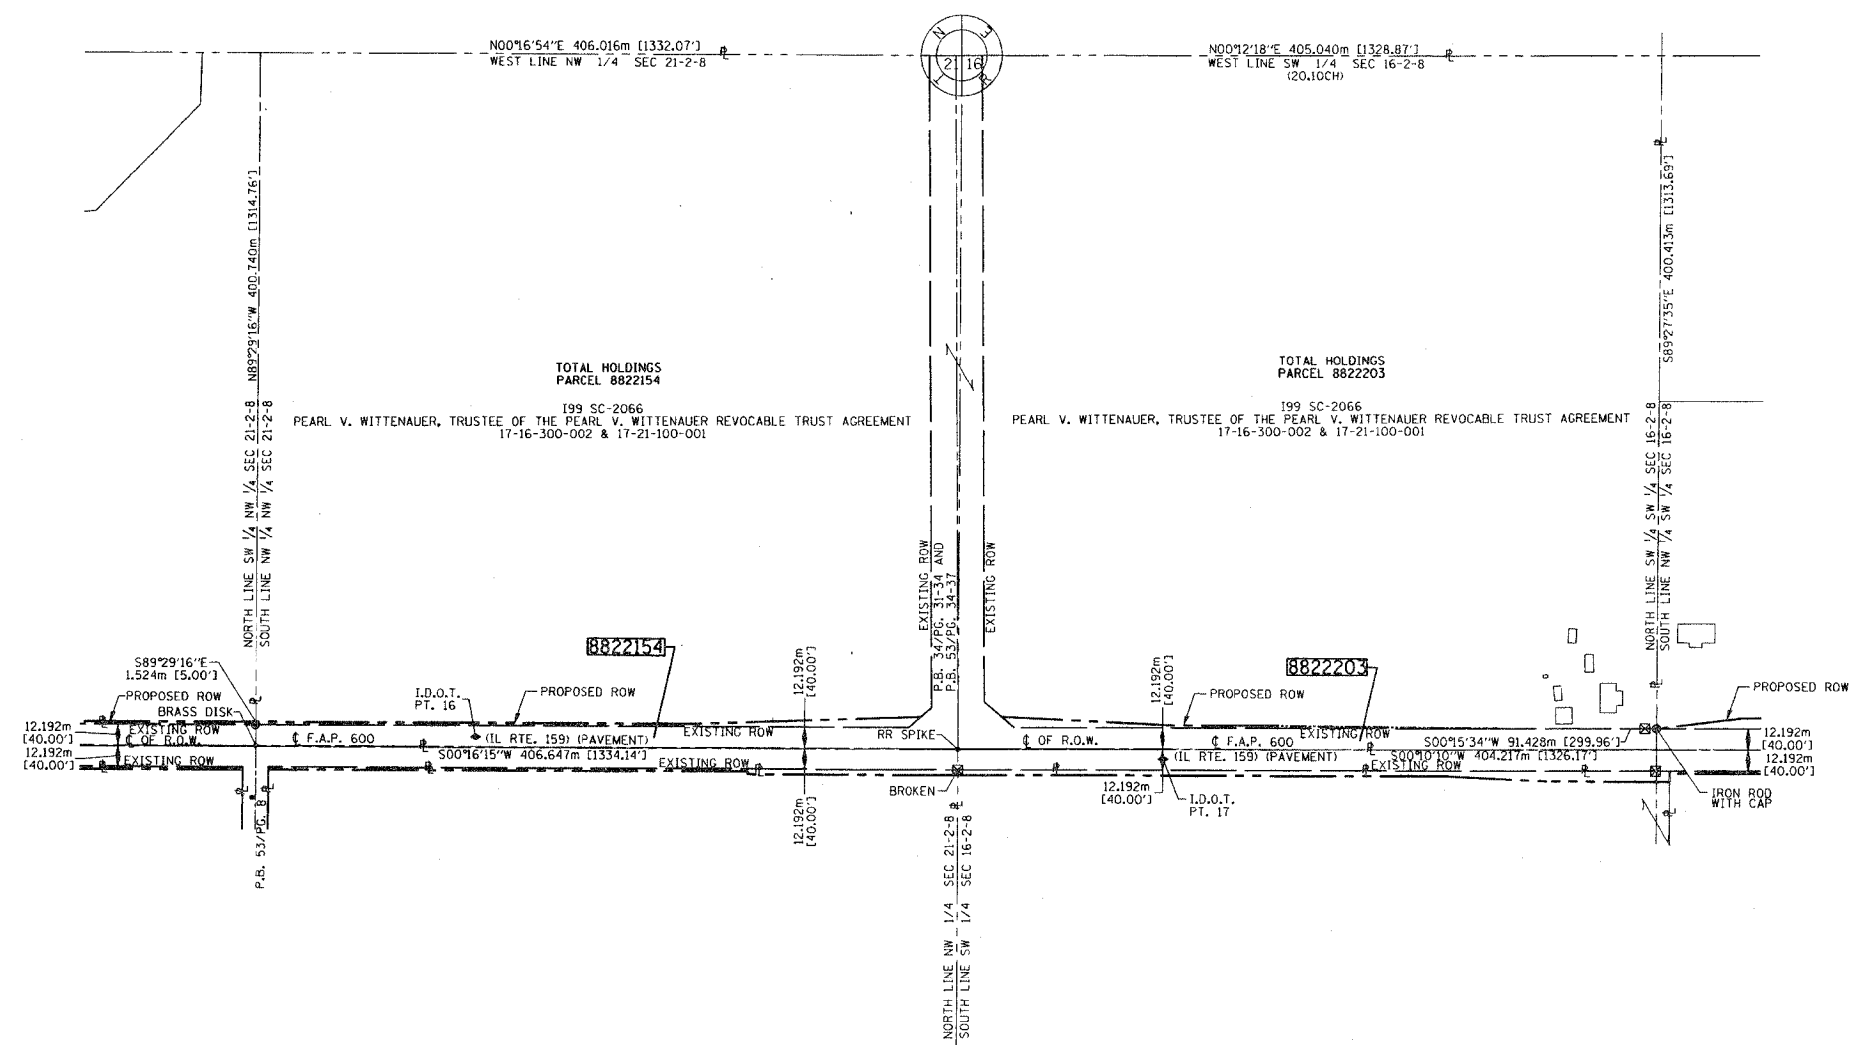 N00°16'54"E 406.016m [1332.07']
WEST LINE NW 1/4 SEC 21-2-8
21 16
N
E
T
R
N00°12'18"E 405.040m [1328.87']
WEST LINE SW 1/4 SEC 16-2-8
(20.10CH)
N89°29'16"W 400.740m [1314.76']
NORTH LINE SW 1/4 NW 1/4 SEC 21-2-8
SOUTH LINE NW 1/4 NW 1/4 SEC 21-2-8
TOTAL HOLDINGS
PARCEL 8822154
I99 SC-2066
PEARL V. WITTENAUER, TRUSTEE OF THE PEARL V. WITTENAUER REVOCABLE TRUST AGREEMENT
17-16-300-002 & 17-21-100-001
EXISTING ROW
P.B. 34/PG. 31-34 AND
P.B. 53/PG. 34-37
EXISTING ROW
TOTAL HOLDINGS
PARCEL 8822203
I99 SC-2066
PEARL V. WITTENAUER, TRUSTEE OF THE PEARL V. WITTENAUER REVOCABLE TRUST AGREEMENT
17-16-300-002 & 17-21-100-001
S89°27'35"E 400.413m [1313.69']
NORTH LINE SW 1/4 SW 1/4 SEC 16-2-8
SOUTH LINE NW 1/4 SW 1/4 SEC 16-2-8
S89°29'16"E
1.524m [5.00']
PROPOSED ROW
BRASS DISK
12.192m
[40.00']
12.192m
[40.00']
EXISTING ROW
℄ OF R.O.W.
EXISTING ROW
P.B. 53/PG. 8
℄ F.A.P. 600
I.D.O.T.
PT. 16
(IL RTE. 159) (PAVEMENT)
S00°16'15"W 406.647m [1334.14']
PROPOSED ROW
8822154
EXISTING ROW
EXISTING ROW
12.192m
[40.00']
12.192m
[40.00']
RR SPIKE
BROKEN
NORTH LINE NW 1/4 SEC 21-2-8
SOUTH LINE SW 1/4 SEC 16-2-8
℄ OF R.O.W.
12.192m
[40.00']
12.192m
[40.00']
I.D.O.T.
PT. 17
PROPOSED ROW
8822203
℄ F.A.P. 600
EXISTING ROW
(IL RTE. 159) (PAVEMENT)
S00°15'34"W 91.428m [299.96']
S00°10'10"W 404.217m [1326.17']
EXISTING ROW
PROPOSED ROW
12.192m
[40.00']
12.192m
[40.00']
IRON ROD
WITH CAP